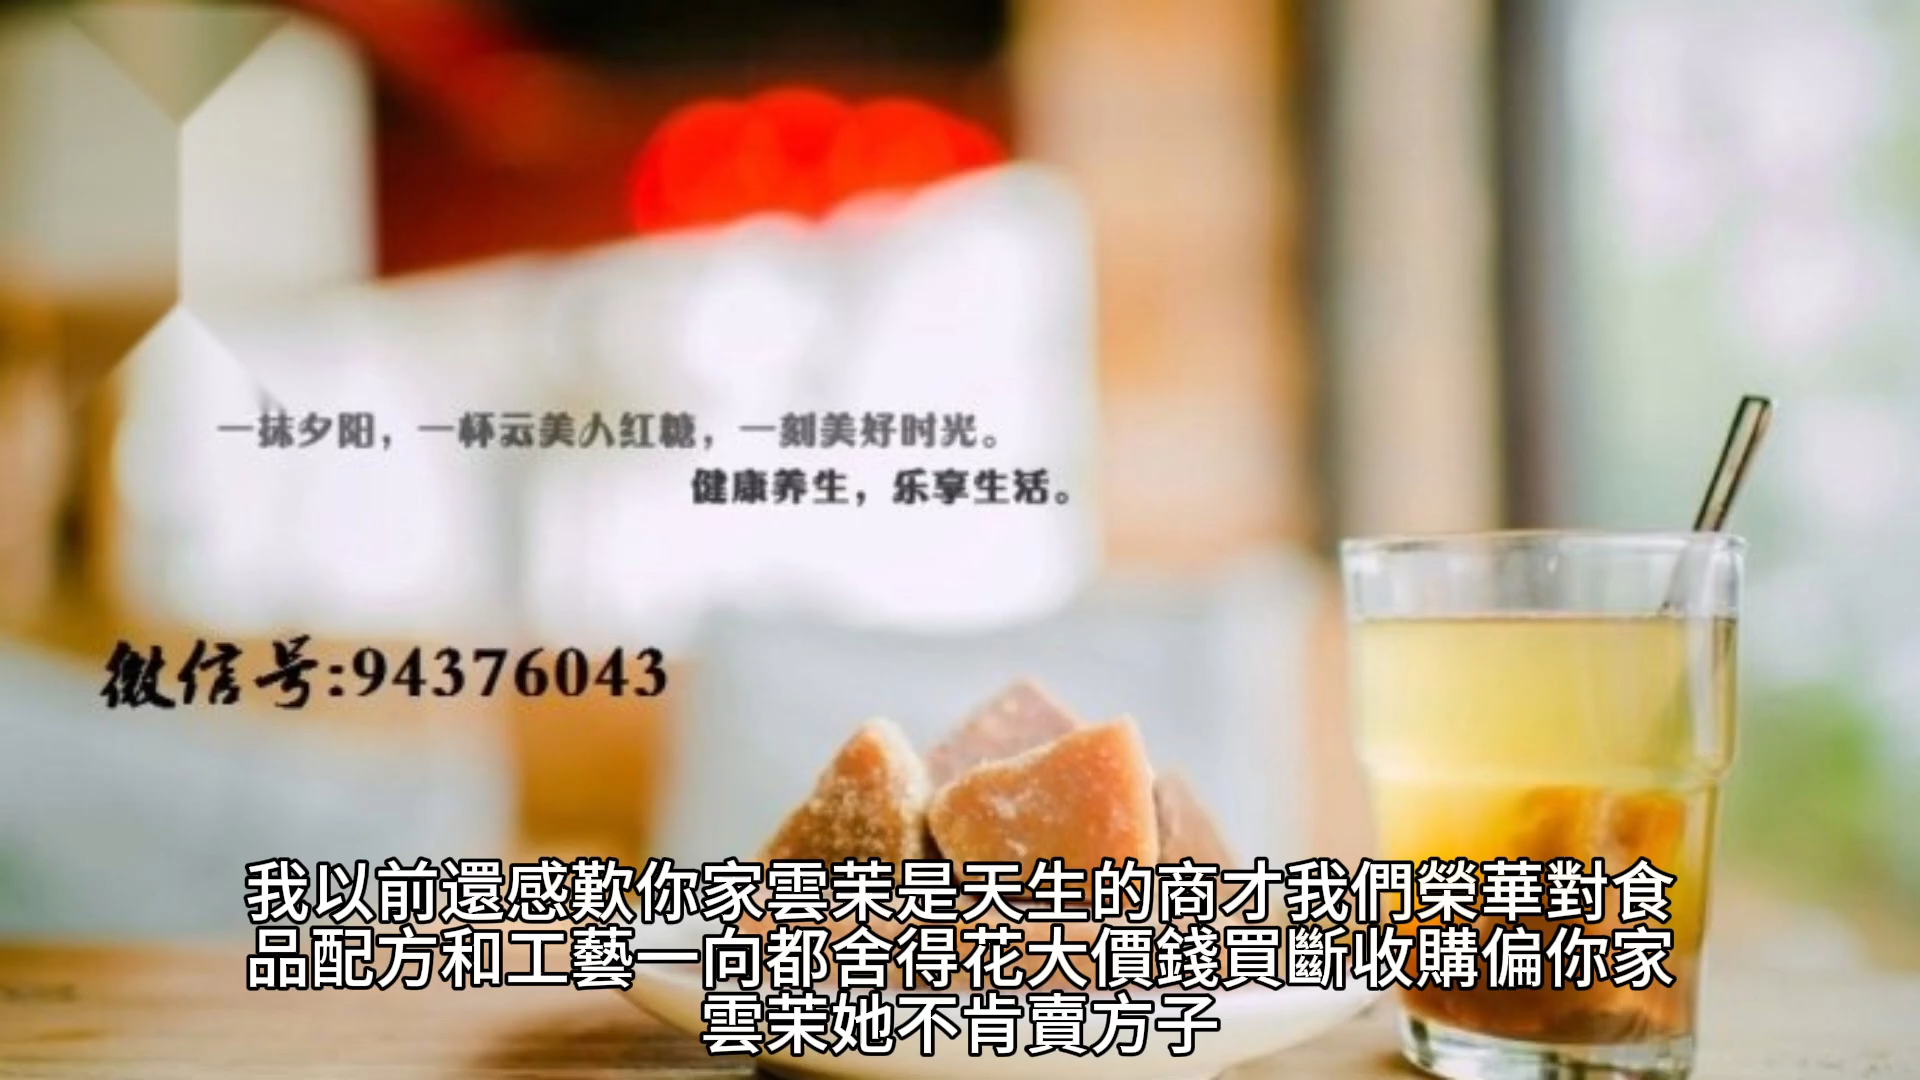 一抹夕阳，一杯云美人红糖，一刻美好时光。
健康养生，乐享生活。
微信号:94376043
我以前還感歎你家雲茉是天生的商才我們榮華對食
品配方和工藝一向都舍得花大價錢買斷收購偏你家
雲茉她不肯賣方子